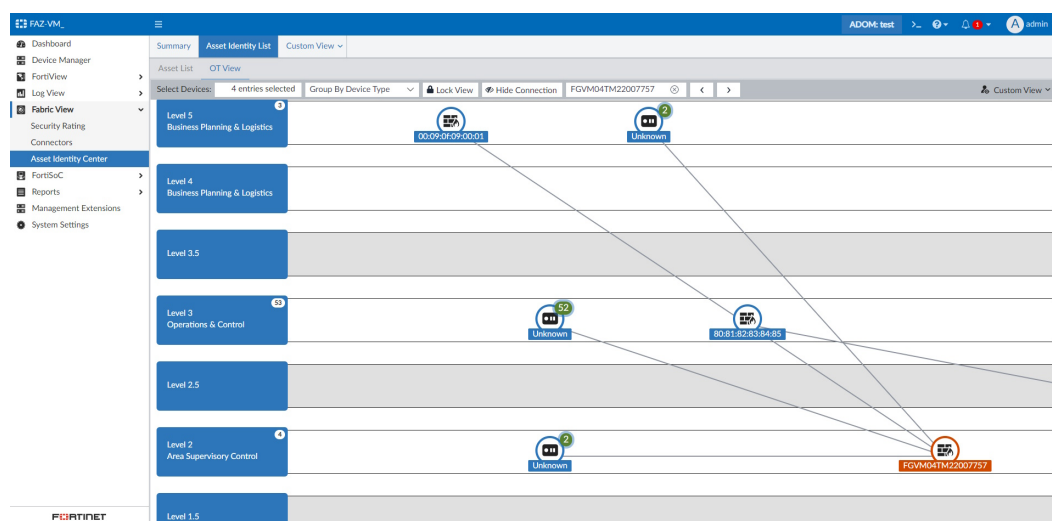 FAZ-VM_
ADOM: test
>_
1
A
admin
Dashboard
Device Manager
FortiView
Log View
Fabric View
Security Rating
Connectors
Asset Identity Center
FortiSoC
Reports
Management Extensions
System Settings
FORTINET
Summary
Asset Identity List
Custom View
Asset List
OT View
Select Devices:
4 entries selected
Group By Device Type
Lock View
Hide Connection
FGVM04TM22007757
Custom View
Level 5
Business Planning & Logistics
3
00:09:0f:09:00:01
2
Unknown
Level 4
Business Planning & Logistics
Level 3.5
Level 3
Operations & Control
53
52
Unknown
80:81:82:83:84:85
Level 2.5
Level 2
Area Supervisory Control
4
2
Unknown
FGVM04TM22007757
Level 1.5